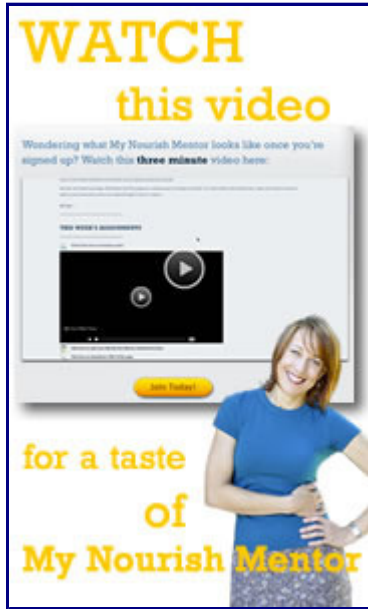 WATCH
this video
Wondering what My Nourish Mentor looks like once you're
signed up? Watch this three minute video here:
THIS WEEK'S ASSIGNMENTS
Join Today!
for a taste
of
My Nourish Mentor